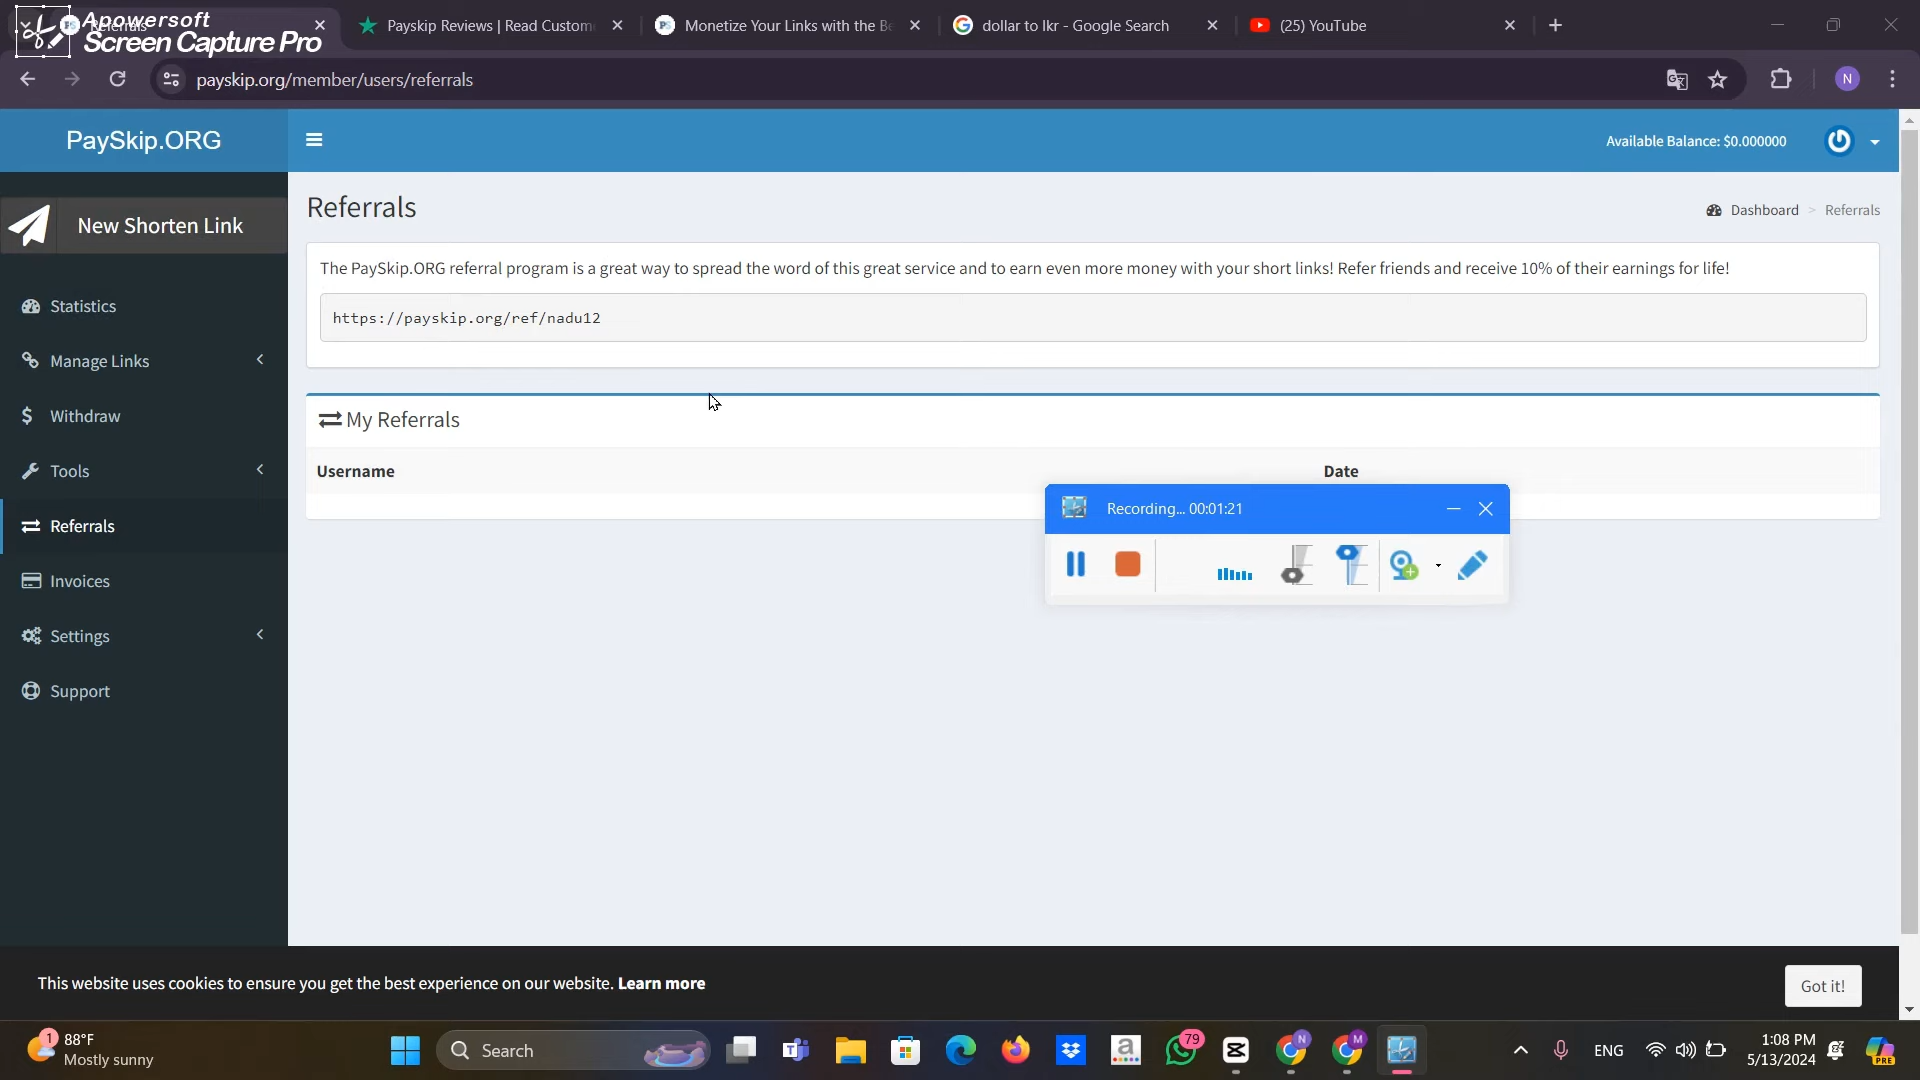 Apowersoft
Screen Capture Pro
Payskip Reviews | Read Custom
Monetize Your Links with the Be
dollar to lkr - Google Search
(25) YouTube
payskip.org/member/users/referrals
N
PaySkip.ORG
Available Balance: $0.000000
New Shorten Link
Referrals
Dashboard > Referrals
The PaySkip.ORG referral program is a great way to spread the word of this great service and to earn even more money with your short links! Refer friends and receive 10% of their earnings for life!
https://payskip.org/ref/nadu12
Statistics
Manage Links
Withdraw
Tools
Referrals
Invoices
Settings
Support
My Referrals
Username
Date
Recording... 00:01:21
This website uses cookies to ensure you get the best experience on our website. Learn more
Got it!
1
88°F
Mostly sunny
Search
79
N
M
ENG
1:08 PM
5/13/2024
PRE